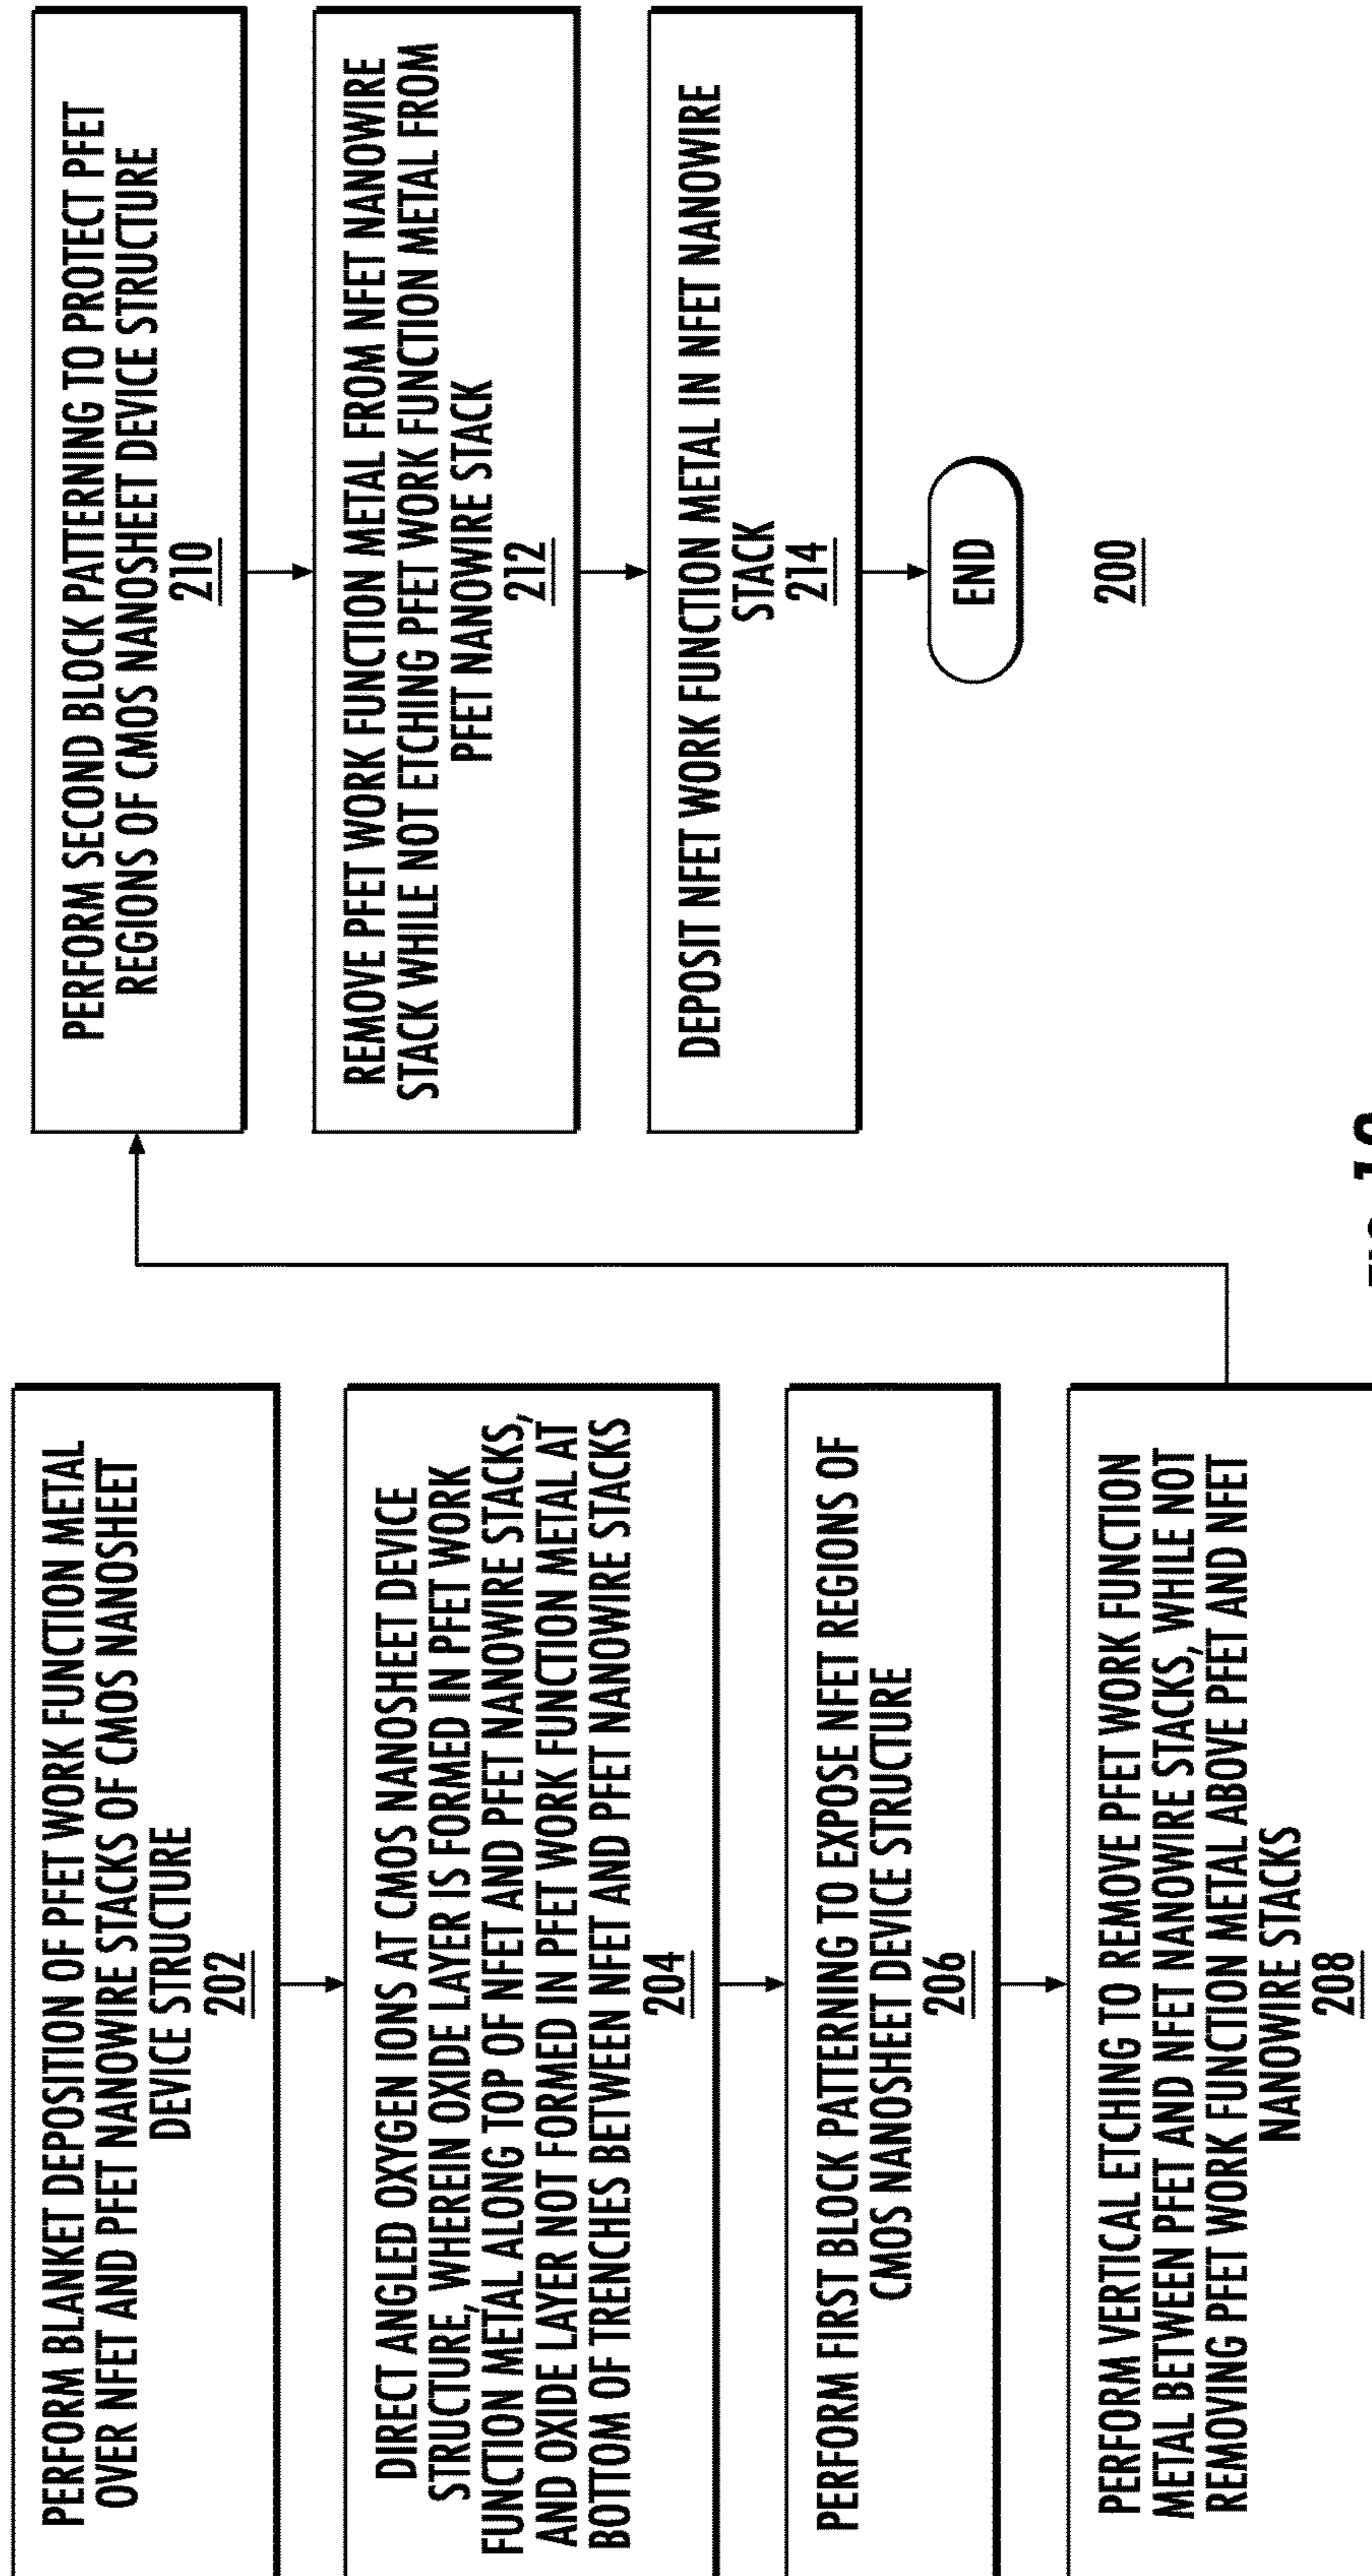 PERFORM BLANKET DEPOSITION OF PFET WORK FUNCTION METAL
OVER NFET AND PFET NANOWIRE STACKS OF CMOS NANOSHEET
DEVICE STRUCTURE
202
DIRECT ANGLED OXYGEN IONS AT CMOS NANOSHEET DEVICE
STRUCTURE, WHEREIN OXIDE LAYER IS FORMED IN PFET WORK
FUNCTION METAL ALONG TOP OF NFET AND PFET NANOWIRE STACKS,
AND OXIDE LAYER NOT FORMED IN PFET WORK FUNCTION METAL AT
BOTTOM OF TRENCHES BETWEEN NFET AND PFET NANOWIRE STACKS
204
PERFORM FIRST BLOCK PATTERNING TO EXPOSE NFET REGIONS OF
CMOS NANOSHEET DEVICE STRUCTURE
206
PERFORM VERTICAL ETCHING TO REMOVE PFET WORK FUNCTION
METAL BETWEEN PFET AND NFET NANOWIRE STACKS, WHILE NOT
REMOVING PFET WORK FUNCTION METAL ABOVE PFET AND NFET
NANOWIRE STACKS
208
PERFORM SECOND BLOCK PATTERNING TO PROTECT PFET
REGIONS OF CMOS NANOSHEET DEVICE STRUCTURE
210
REMOVE PFET WORK FUNCTION METAL FROM NFET NANOWIRE
STACK WHILE NOT ETCHING PFET WORK FUNCTION METAL FROM
PFET NANOWIRE STACK
212
DEPOSIT NFET WORK FUNCTION METAL IN NFET NANOWIRE
STACK
214
END
200